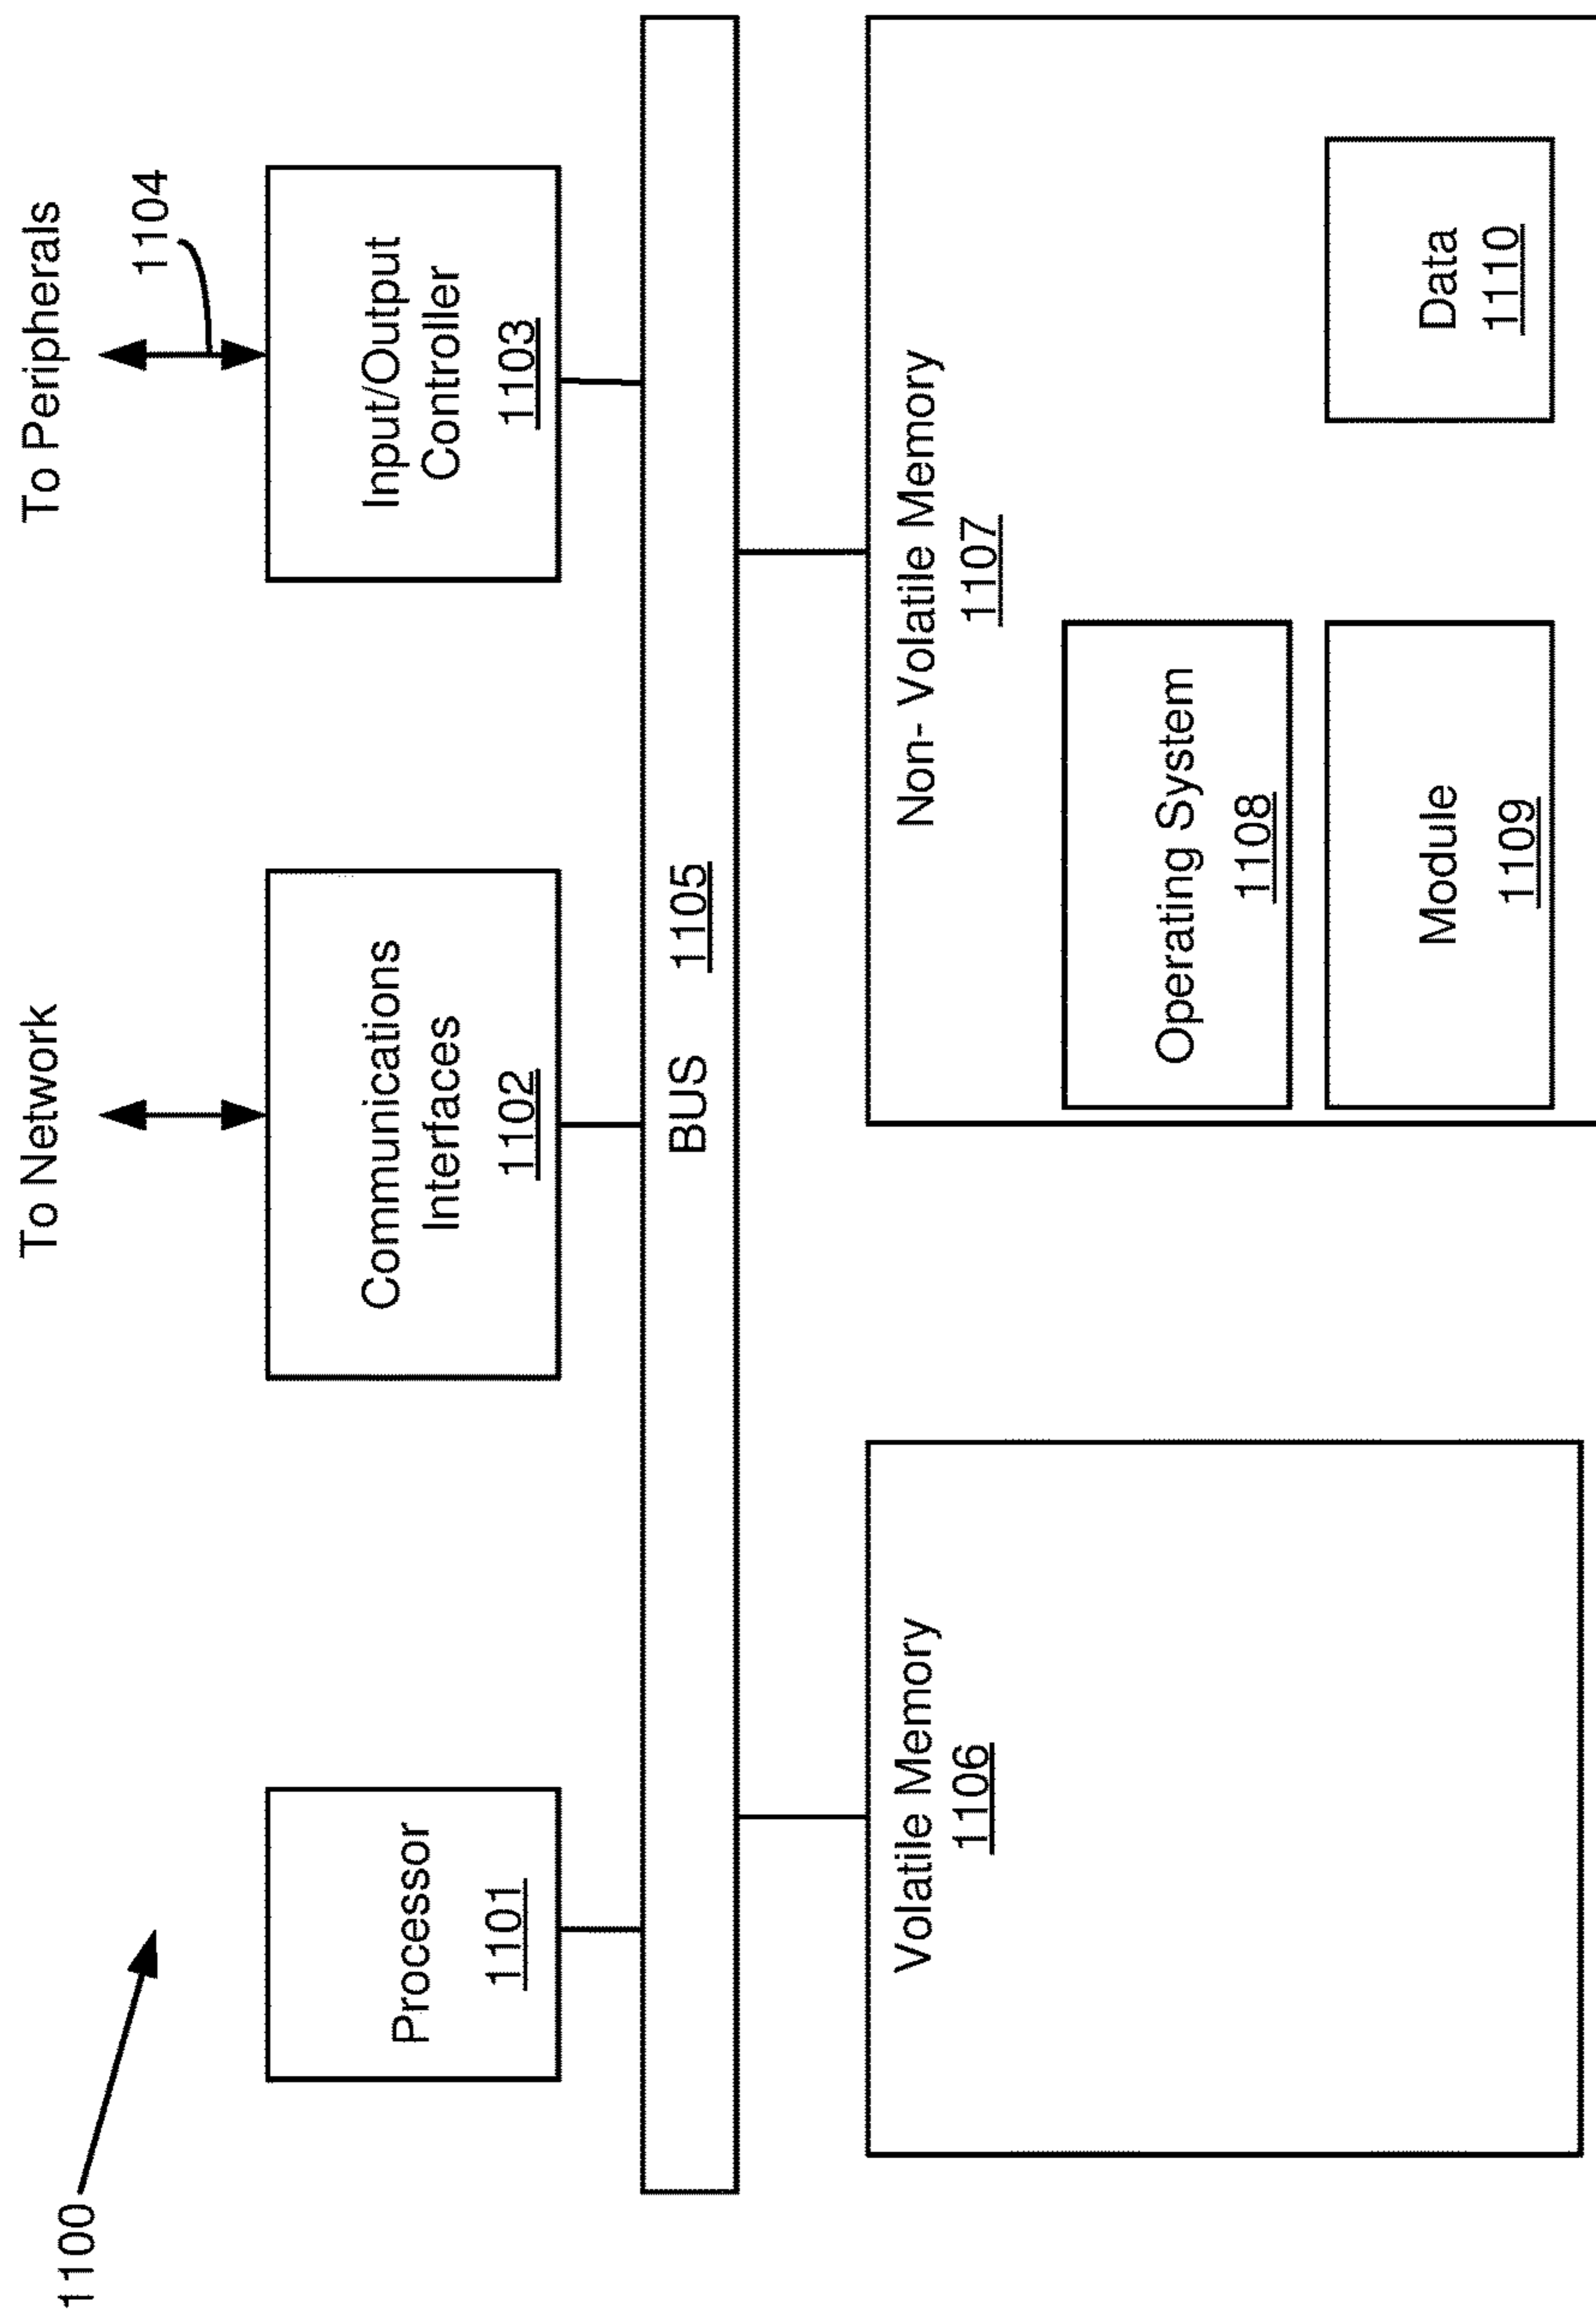 1100
To Network
To Peripherals
1104
Processor
1101
Communications
Interfaces
1102
Input/Output
Controller
1103
BUS 1105
Volatile Memory
1106
Non- Volatile Memory
1107
Operating System
1108
Module
1109
Data
1110